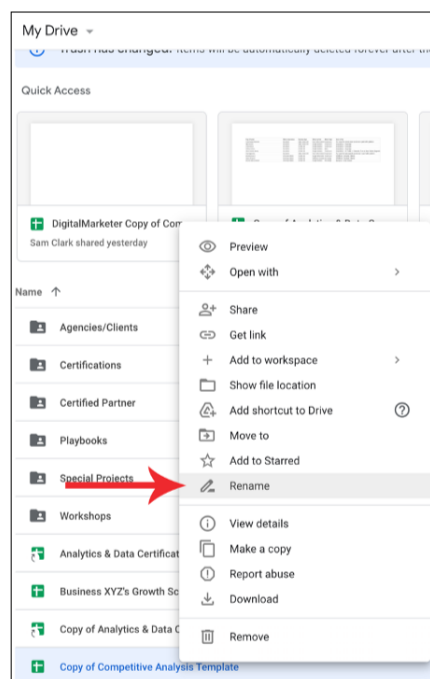 My Drive
Trash has changed. Items will be automatically deleted forever after
Quick Access
DigitalMarketer Copy of Com
Sam Clark shared yesterday
Name
Agencies/Clients
Certifications
Certified Partner
Playbooks
Special Projects
Workshops
Analytics & Data Certificat
Business XYZ's Growth Sc
Copy of Analytics & Data C
Copy of Competitive Analysis Template
Preview
Open with
Share
Get link
Add to workspace
Show file location
Add shortcut to Drive
Move to
Add to Starred
Rename
View details
Make a copy
Report abuse
Download
Remove